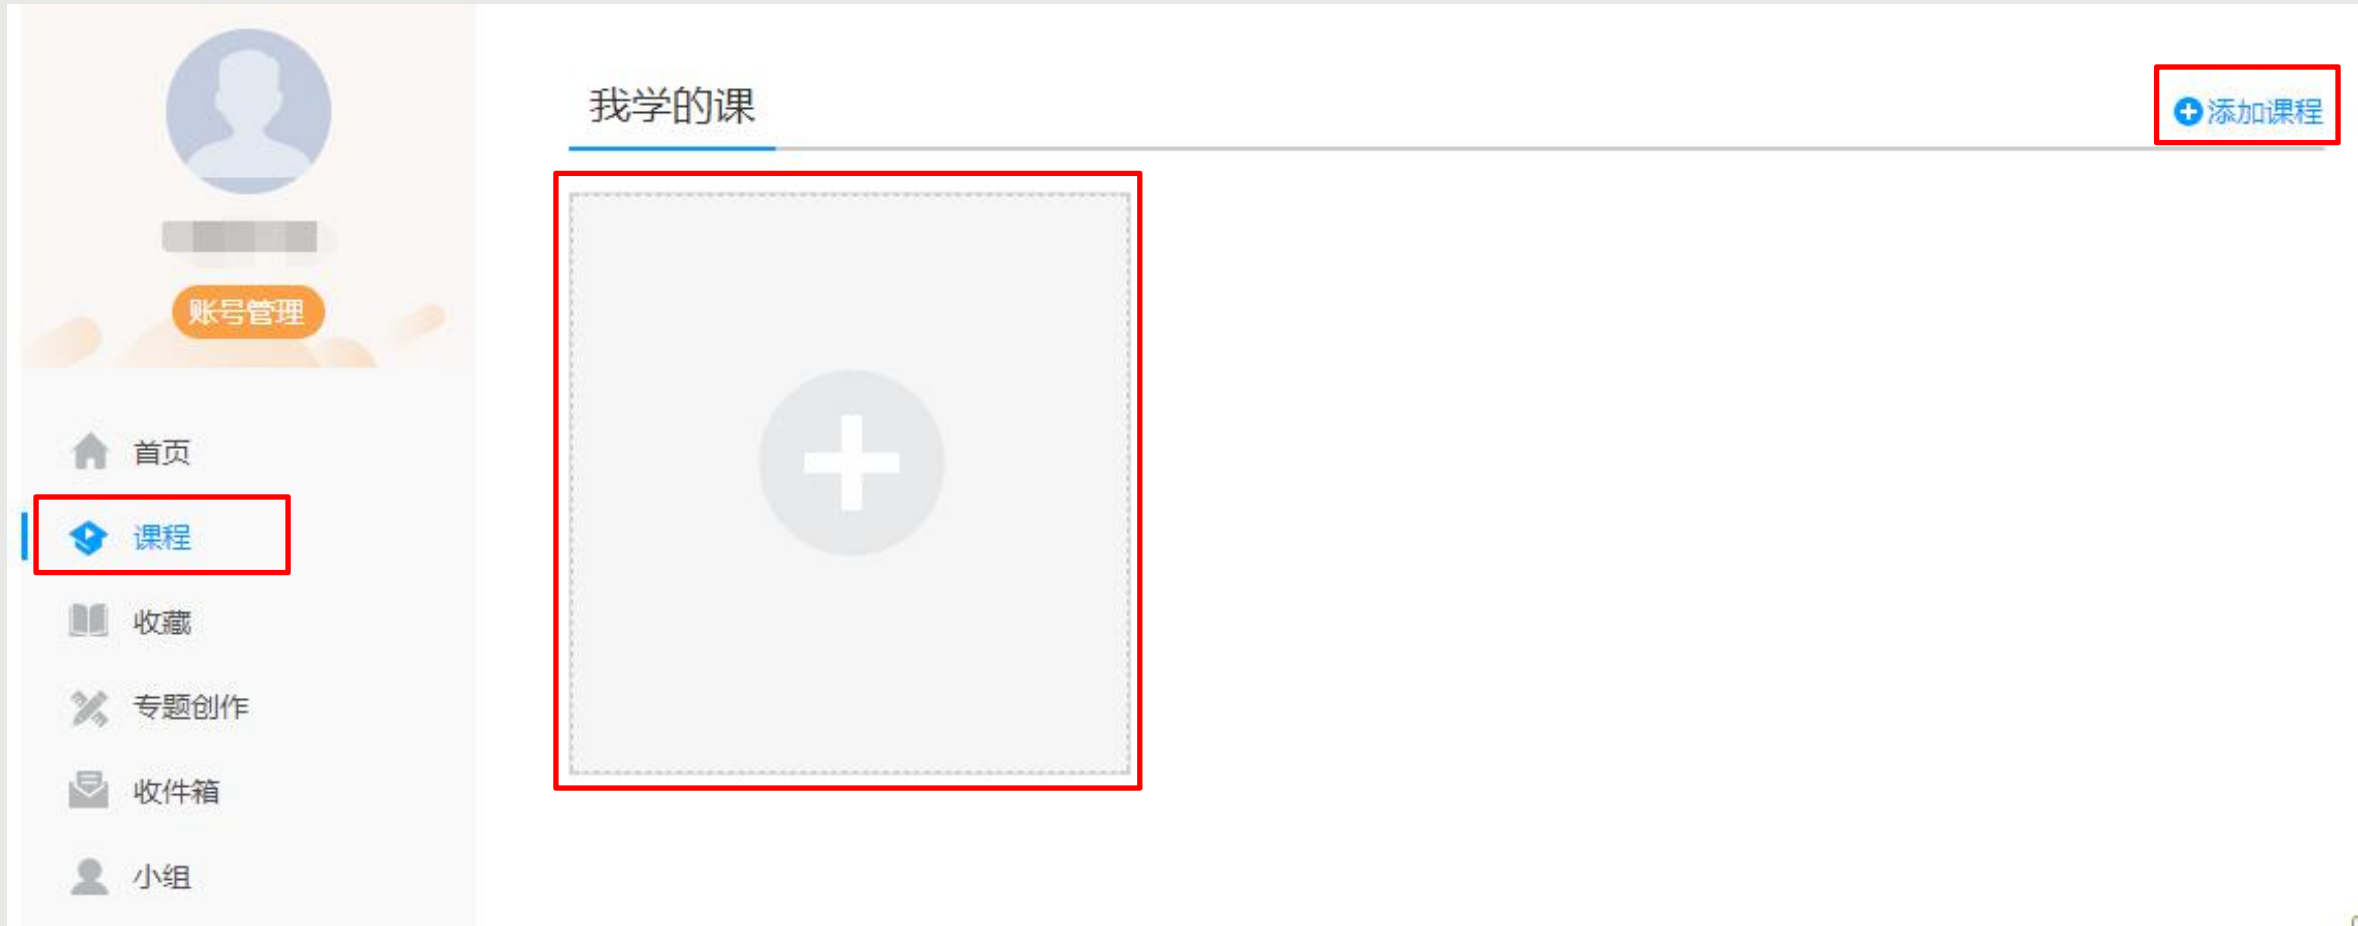 账号管理
首页
课程
收藏
专题创作
收件箱
小组
我学的课
添加课程